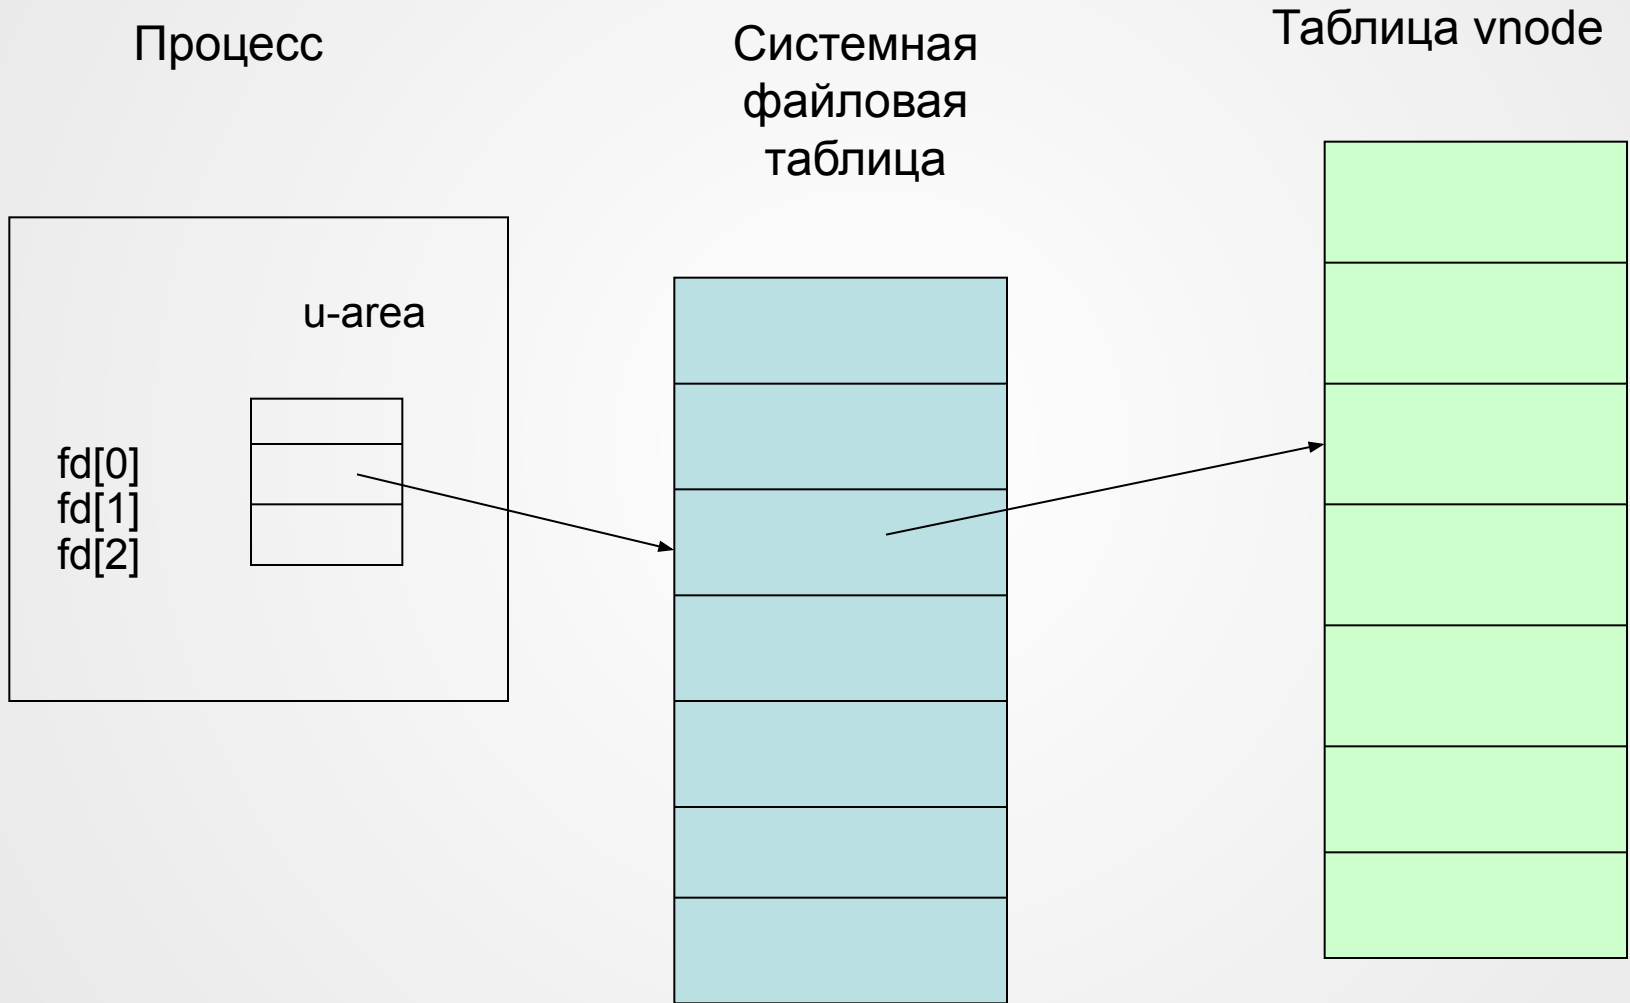 Процесс
Системная
файловая
таблица
Таблица vnode
u-area
fd[0]
fd[1]
fd[2]